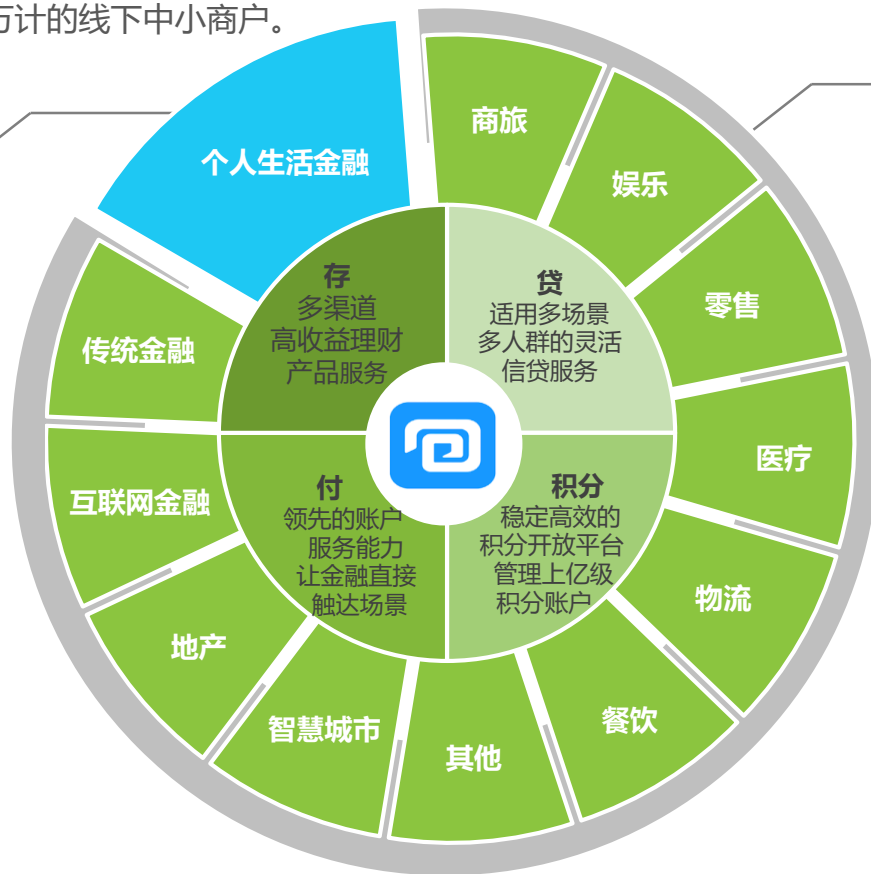 万计的线下中小商户。
个人生活金融
商旅
娱乐
零售
医疗
物流
餐饮
其他
智慧城市
地产
互联网金融
传统金融
存
多渠道
高收益理财
产品服务
贷
适用多场景
多人群的灵活
信贷服务
付
领先的账户
服务能力
让金融直接
触达场景
积分
稳定高效的
积分开放平台
管理上亿级
积分账户